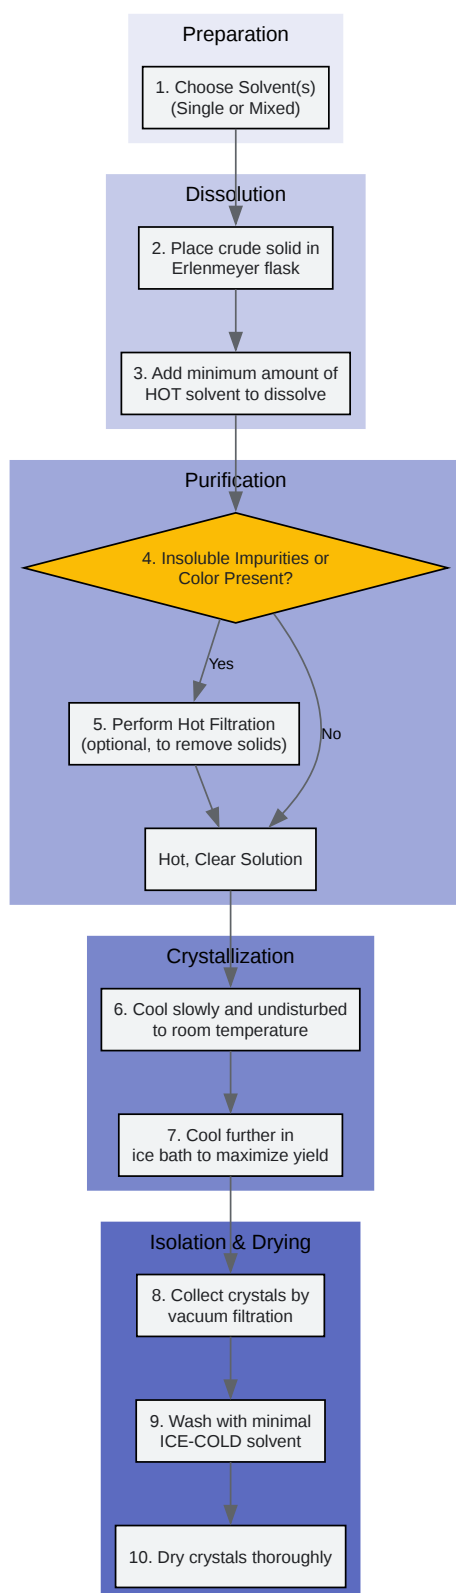 Preparation
1. Choose Solvent(s)
(Single or Mixed)
Dissolution
2. Place crude solid in
Erlenmeyer flask
3. Add minimum amount of
HOT solvent to dissolve
Purification
4. Insoluble Impurities or
Color Present?
Yes
5. Perform Hot Filtration
(optional, to remove solids)
No
Hot, Clear Solution
Crystallization
6. Cool slowly and undisturbed
to room temperature
7. Cool further in
ice bath to maximize yield
Isolation & Drying
8. Collect crystals by
vacuum filtration
9. Wash with minimal
ICE-COLD solvent
10. Dry crystals thoroughly